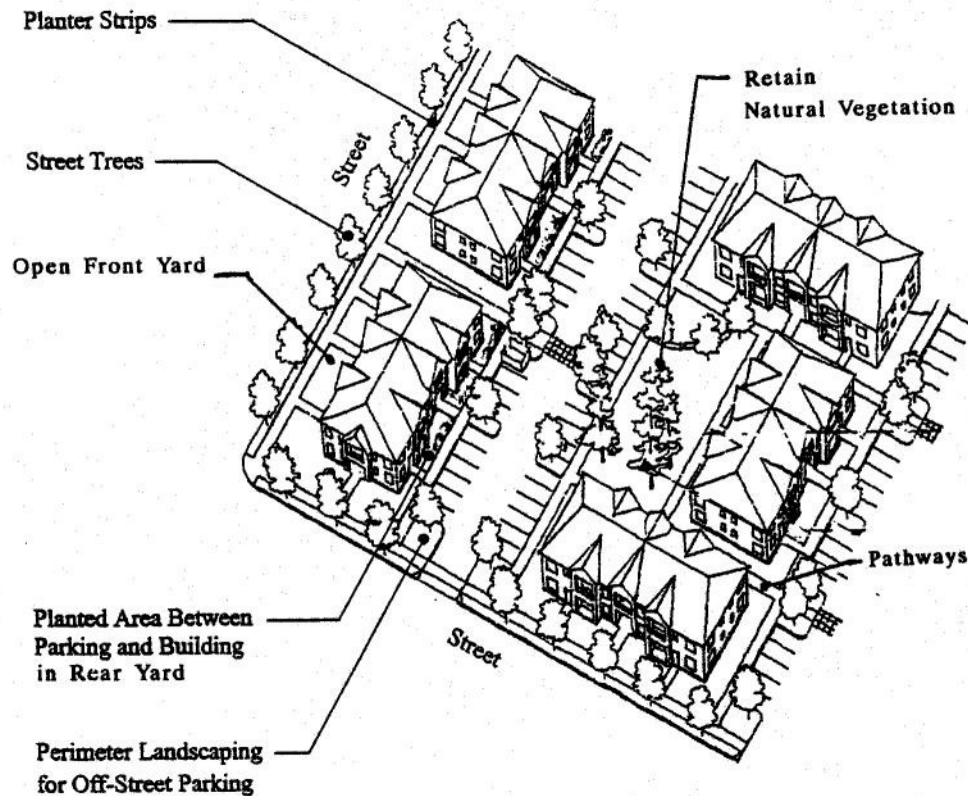 Planter Strips
Retain
Natural Vegetation
Street
Street Trees
Open Front Yard
Pathways
Planted Area Between
Parking and Building
in Rear Yard
Street
Perimeter Landscaping
for Off-Street Parking